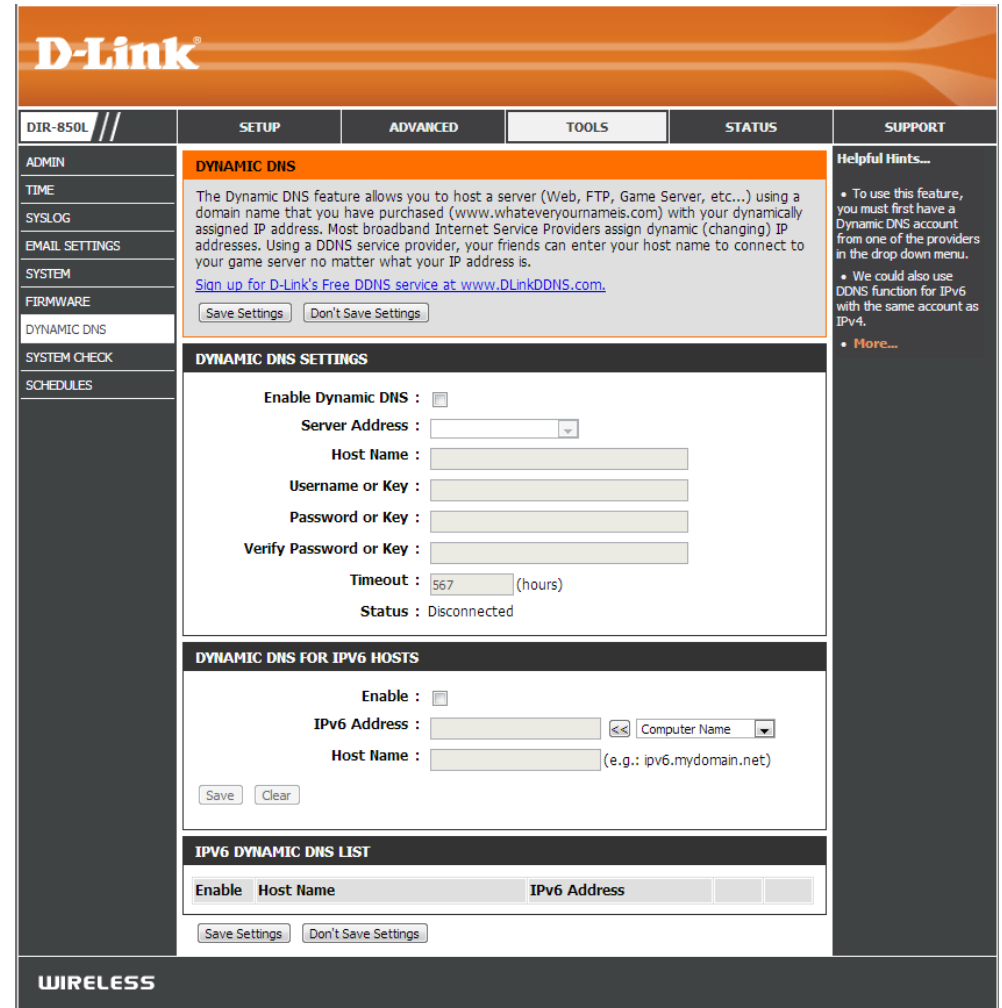 D-Link®
DIR-850L
SETUP
ADVANCED
TOOLS
STATUS
SUPPORT
ADMIN
TIME
SYSLOG
EMAIL SETTINGS
SYSTEM
FIRMWARE
DYNAMIC DNS
SYSTEM CHECK
SCHEDULES
DYNAMIC DNS
The Dynamic DNS feature allows you to host a server (Web, FTP, Game Server, etc...) using a
domain name that you have purchased (www.whateveryournameis.com) with your dynamically
assigned IP address. Most broadband Internet Service Providers assign dynamic (changing) IP
addresses. Using a DDNS service provider, your friends can enter your host name to connect to
your game server no matter what your IP address is.
Sign up for D-Link's Free DDNS service at www.DLinkDDNS.com.
Save Settings Don't Save Settings
DYNAMIC DNS SETTINGS
Enable Dynamic DNS :
Server Address :
Host Name :
Username or Key :
Password or Key :
Verify Password or Key :
Timeout : 567 (hours)
Status : Disconnected
DYNAMIC DNS FOR IPV6 HOSTS
Enable :
IPv6 Address : << Computer Name
Host Name : (e.g.: ipv6.mydomain.net)
Save Clear
IPV6 DYNAMIC DNS LIST
Enable Host Name IPv6 Address
Save Settings Don't Save Settings
Helpful Hints...
• To use this feature,
you must first have a
Dynamic DNS account
from one of the providers
in the drop down menu.
• We could also use
DDNS function for IPv6
with the same account as
IPv4.
• More...
WIRELESS